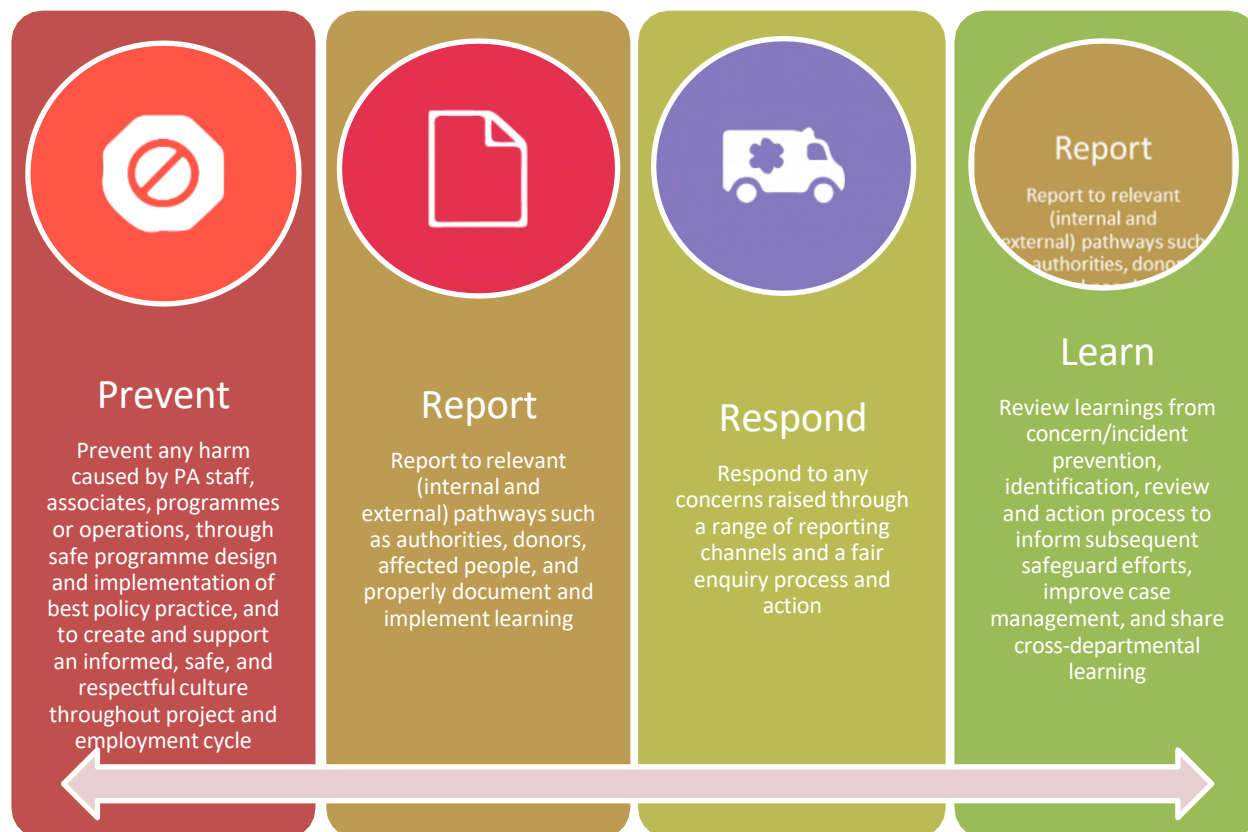 Prevent
Prevent any harm
caused by PA staff,
associates, programmes
or operations, through
safe programme design
and implementation of
best policy practice, and
to create and support
an informed, safe, and
respectful culture
throughout project and
employment cycle
Report
Report to relevant
(internal and
external) pathways such
as authorities, donors,
affected people, and
properly document and
implement learning
Respond
Respond to any
concerns raised through
a range of reporting
channels and a fair
enquiry process and
action
Report
Report to relevant
(internal and
external) pathways such
authorities,
Learn
Review learnings from
concern/incident
prevention,
identification, review
and action process to
inform subsequent
safeguard efforts,
improve case
management, and share
cross-departmental
learning